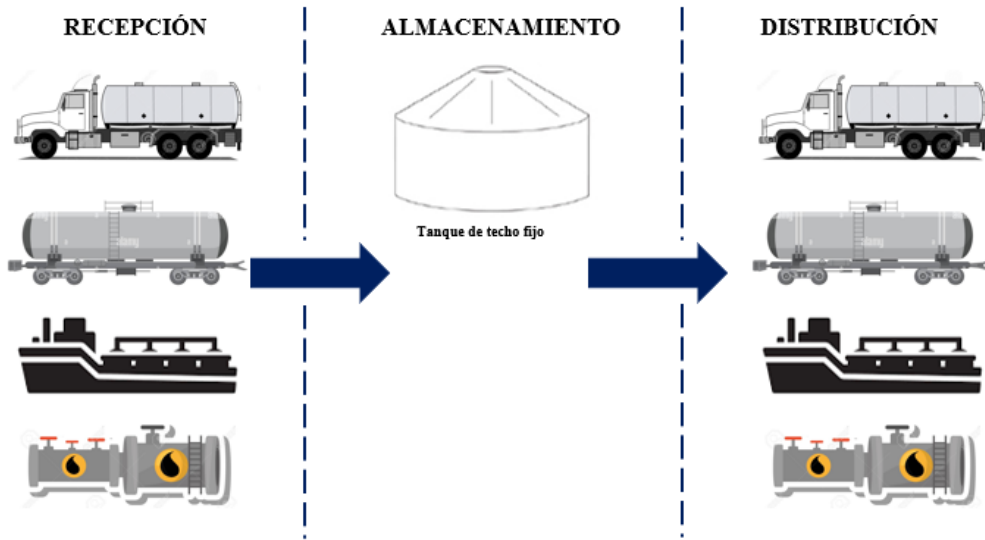 RECEPCIÓN
ALMACENAMIENTO
DISTRIBUCIÓN
Tanque de techo fijo